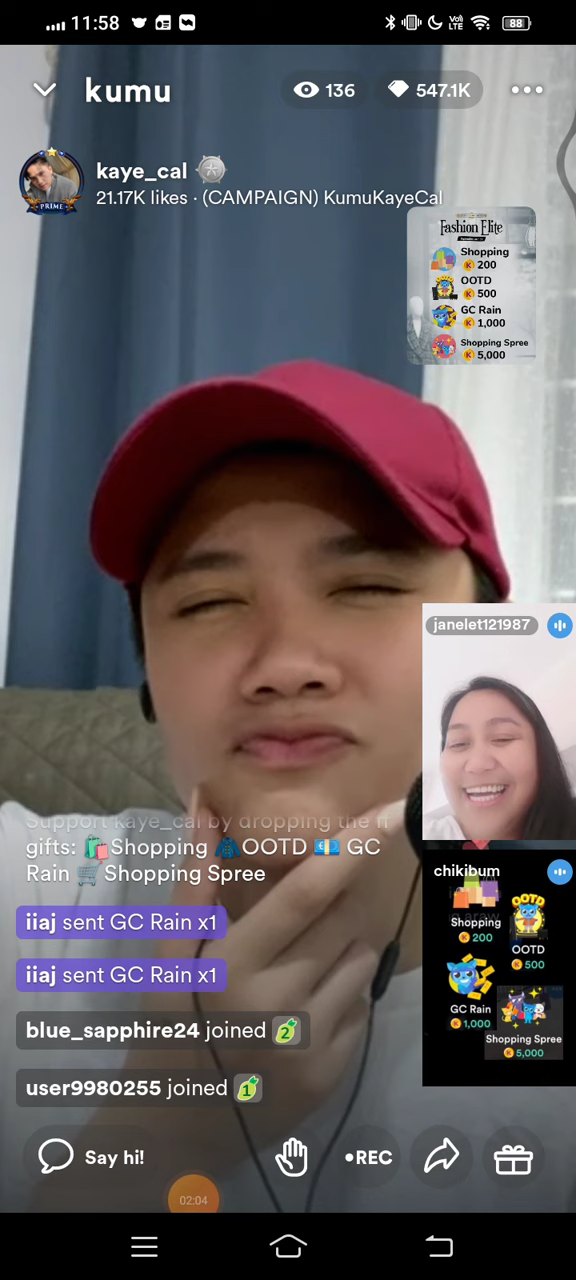 11:58
Vo)
LTE
88
kumu
136
547.1K
kaye_cal
21.17K likes · (CAMPAIGN) KumuKayeCal
PRIME
Fashion Elite
Shopping
K 200
OOTD
K 500
GC Rain
K 1,000
Shopping Spree
K 5,000
janelet121987
Support kaye_cal by dropping the ff
gifts: Shopping OOTD GC
Rain Shopping Spree
iiaj sent GC Rain x1
iiaj sent GC Rain x1
blue_sapphire24 joined 2
user9980255 joined 1
chikibum
Shopping
K 200
OOTD
OOTD
K 500
GC Rain
K 1,000
Shopping Spree
K 5,000
Say hi!
•REC
02:04